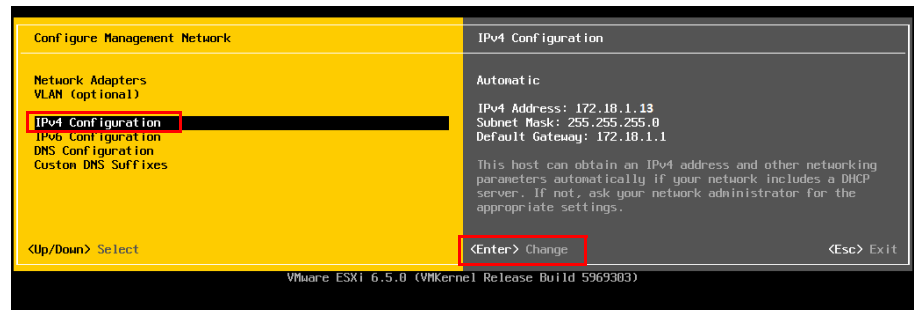 Configure Management Network
Network Adapters
VLAN (optional)
IPv4 Configuration
IPv6 Configuration
DNS Configuration
Custom DNS Suffixes
<Up/Down> Select
IPv4 Configuration
Automatic
IPv4 Address: 172.18.1.13
Subnet Mask: 255.255.255.0
Default Gateway: 172.18.1.1
This host can obtain an IPv4 address and other networking
parameters automatically if your network includes a DHCP
server. If not, ask your network administrator for the
appropriate settings.
<Enter> Change
<Esc> Exit
VMware ESXi 6.5.0 (VMKernel Release Build 5969303)